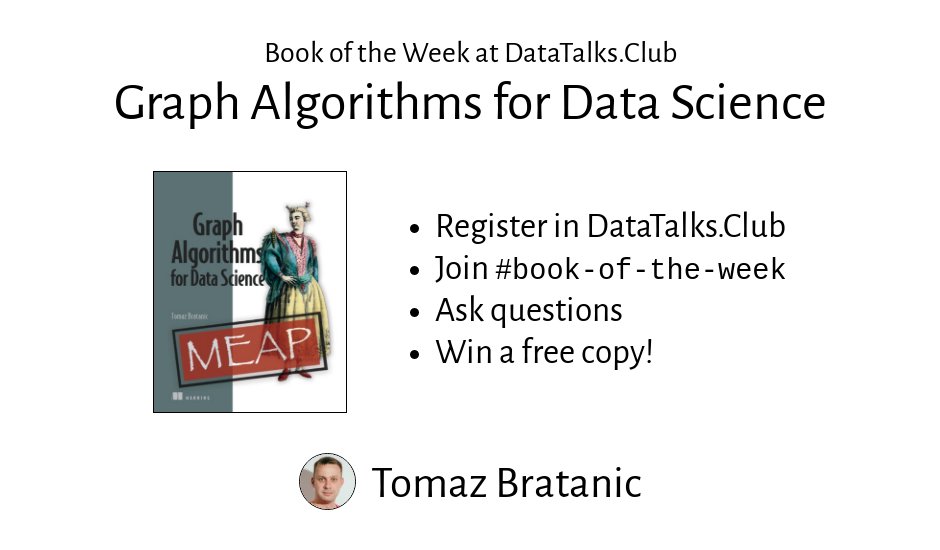 Book of the Week at DataTalks.Club
Graph Algorithms for Data Science
Graph
Algorithms
for Data Science
Tomaz Bratanic
MEAP
MANNING
• Register in DataTalks.Club
• Join #book-of-the-week
• Ask questions
• Win a free copy!
Tomaz Bratanic